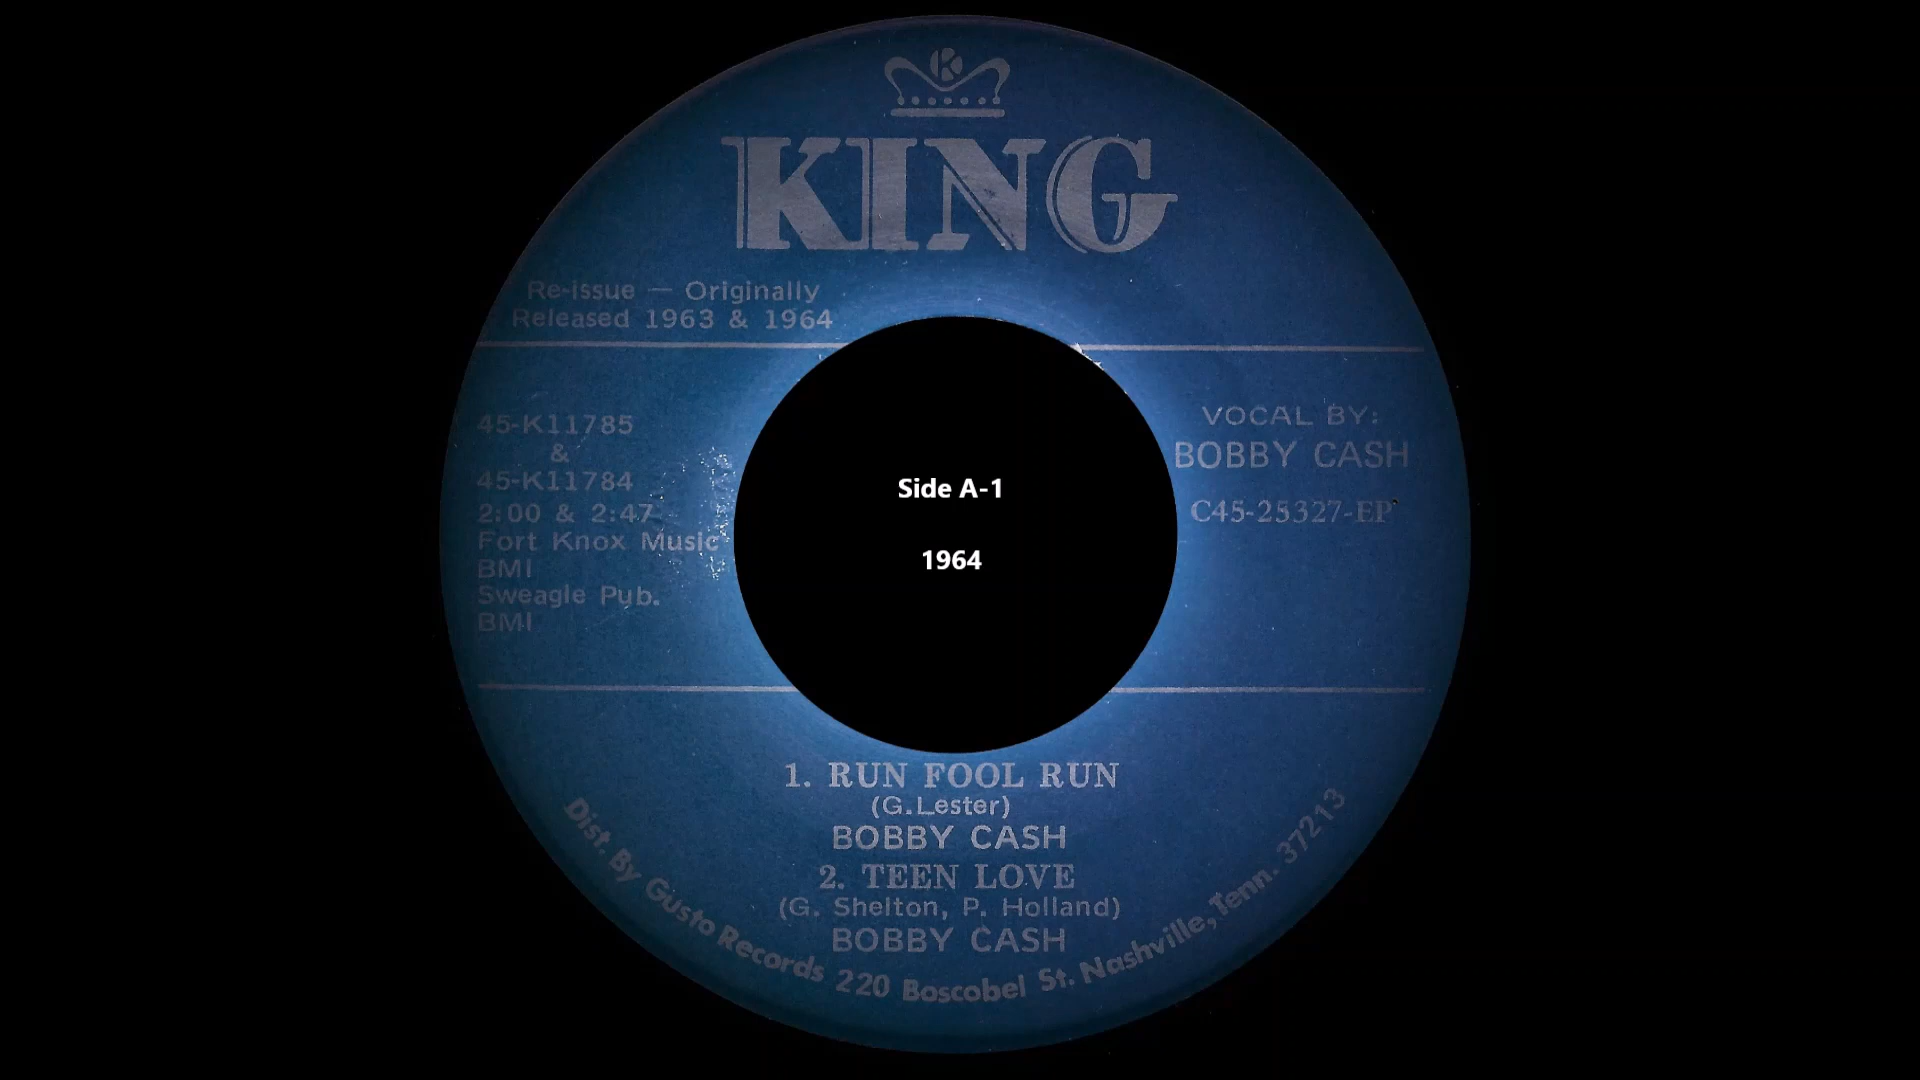 K
KING
Re-issue — Originally
Released 1963 & 1964
45-K11785
&
45-K11784
2:00 & 2:47
Fort Knox Music
BMI
Sweagle Pub.
BMI
VOCAL BY:
BOBBY CASH
C45-25327-EP
Side A-1
1964
1. RUN FOOL RUN
(G.Lester)
BOBBY CASH
2. TEEN LOVE
(G. Shelton, P. Holland)
BOBBY CASH
Dist. By Gusto Records 220 Boscobel St. Nashville, Tenn. 37213